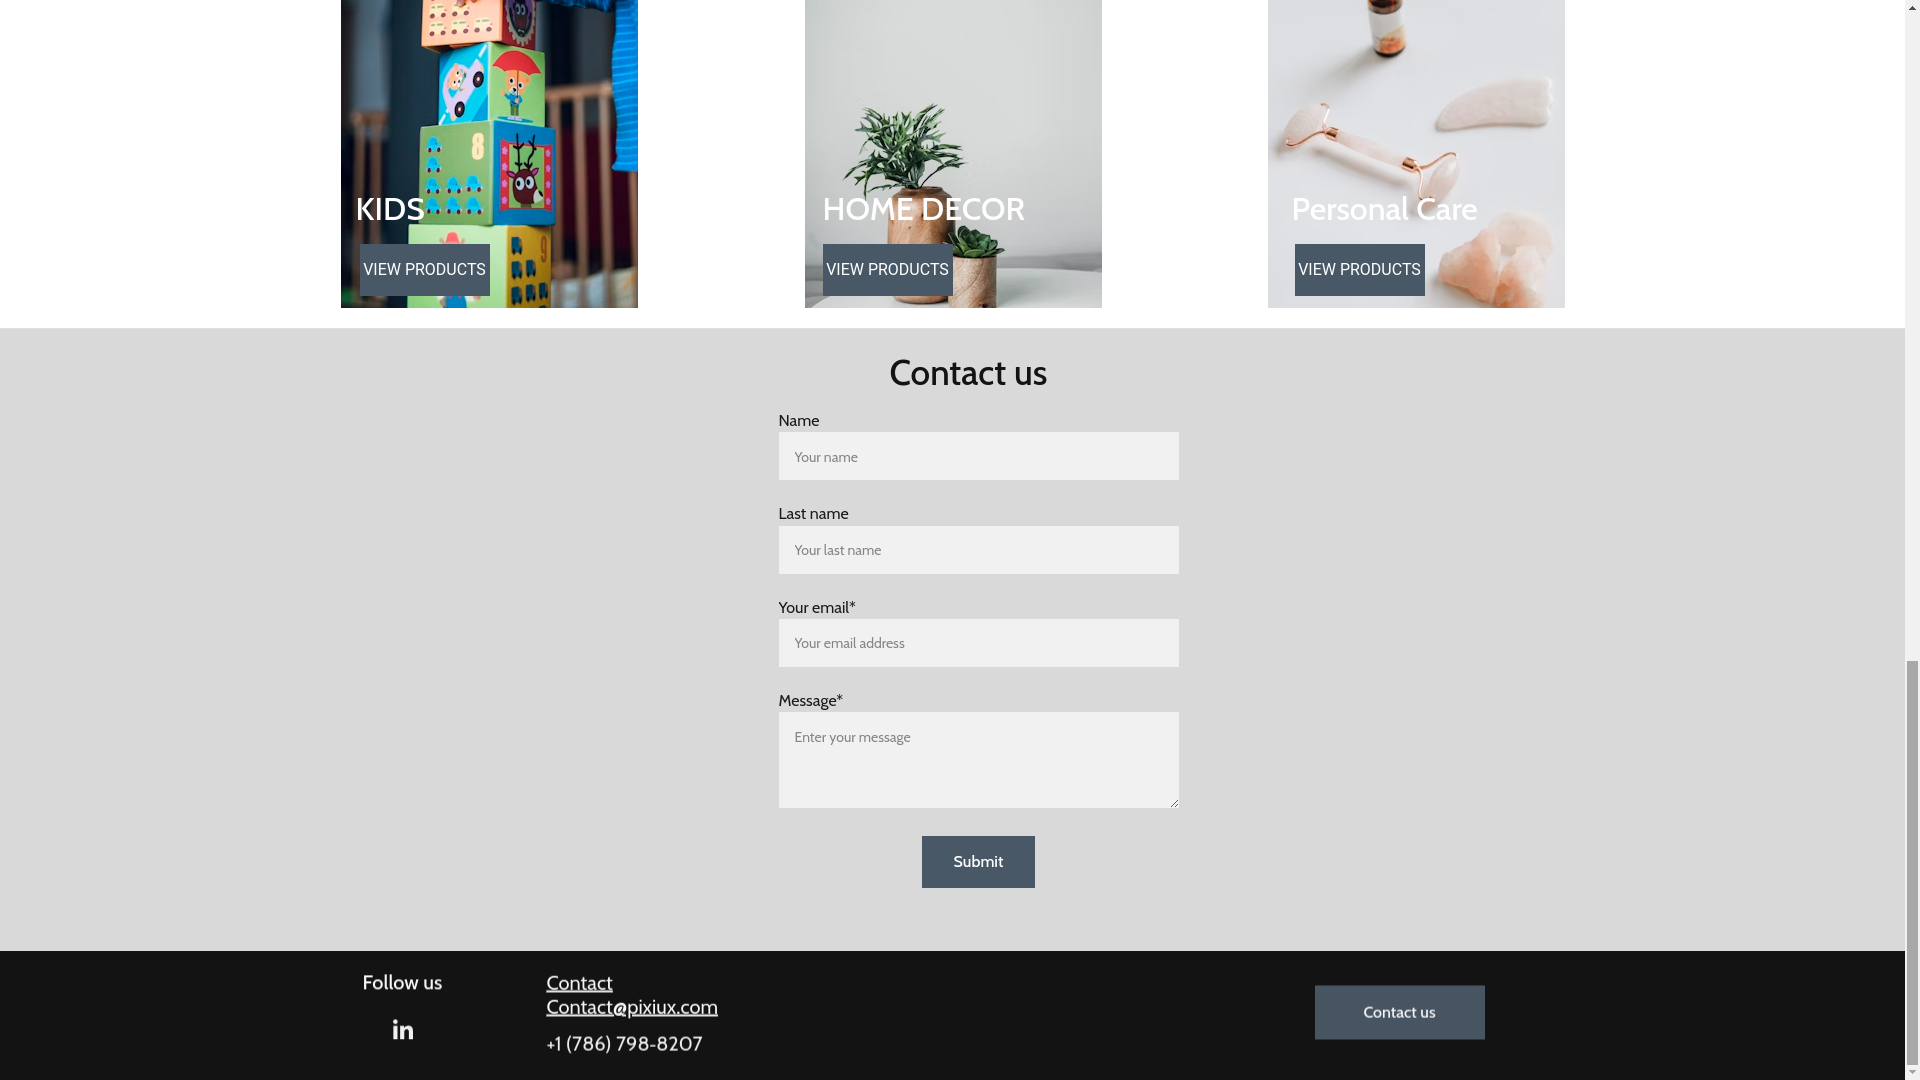 KIDS
HOME DECOR
Personal Care
VIEW PRODUCTS
VIEW PRODUCTS
VIEW PRODUCTS
8
9
Contact us
Name
Your name
Last name
Your last name
Your email*
Your email address
Message*
Enter your message
Submit
Follow us
in
Contact
Contact@pixiux.com
+1 (786) 798-8207
Contact us